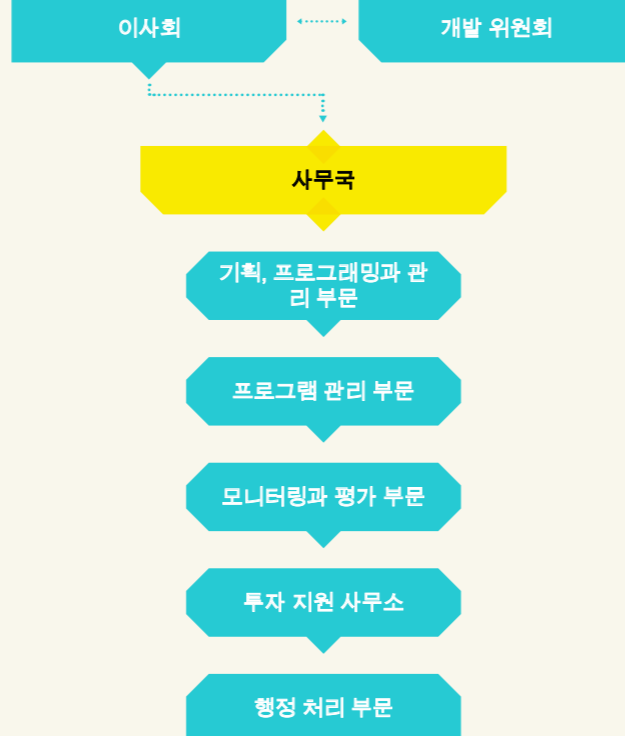 이사회
개발 위원회
사무국
기획, 프로그래밍과 관
리 부문
프로그램 관리 부문
모니터링과 평가 부문
투자 지원 사무소
행정 처리 부문